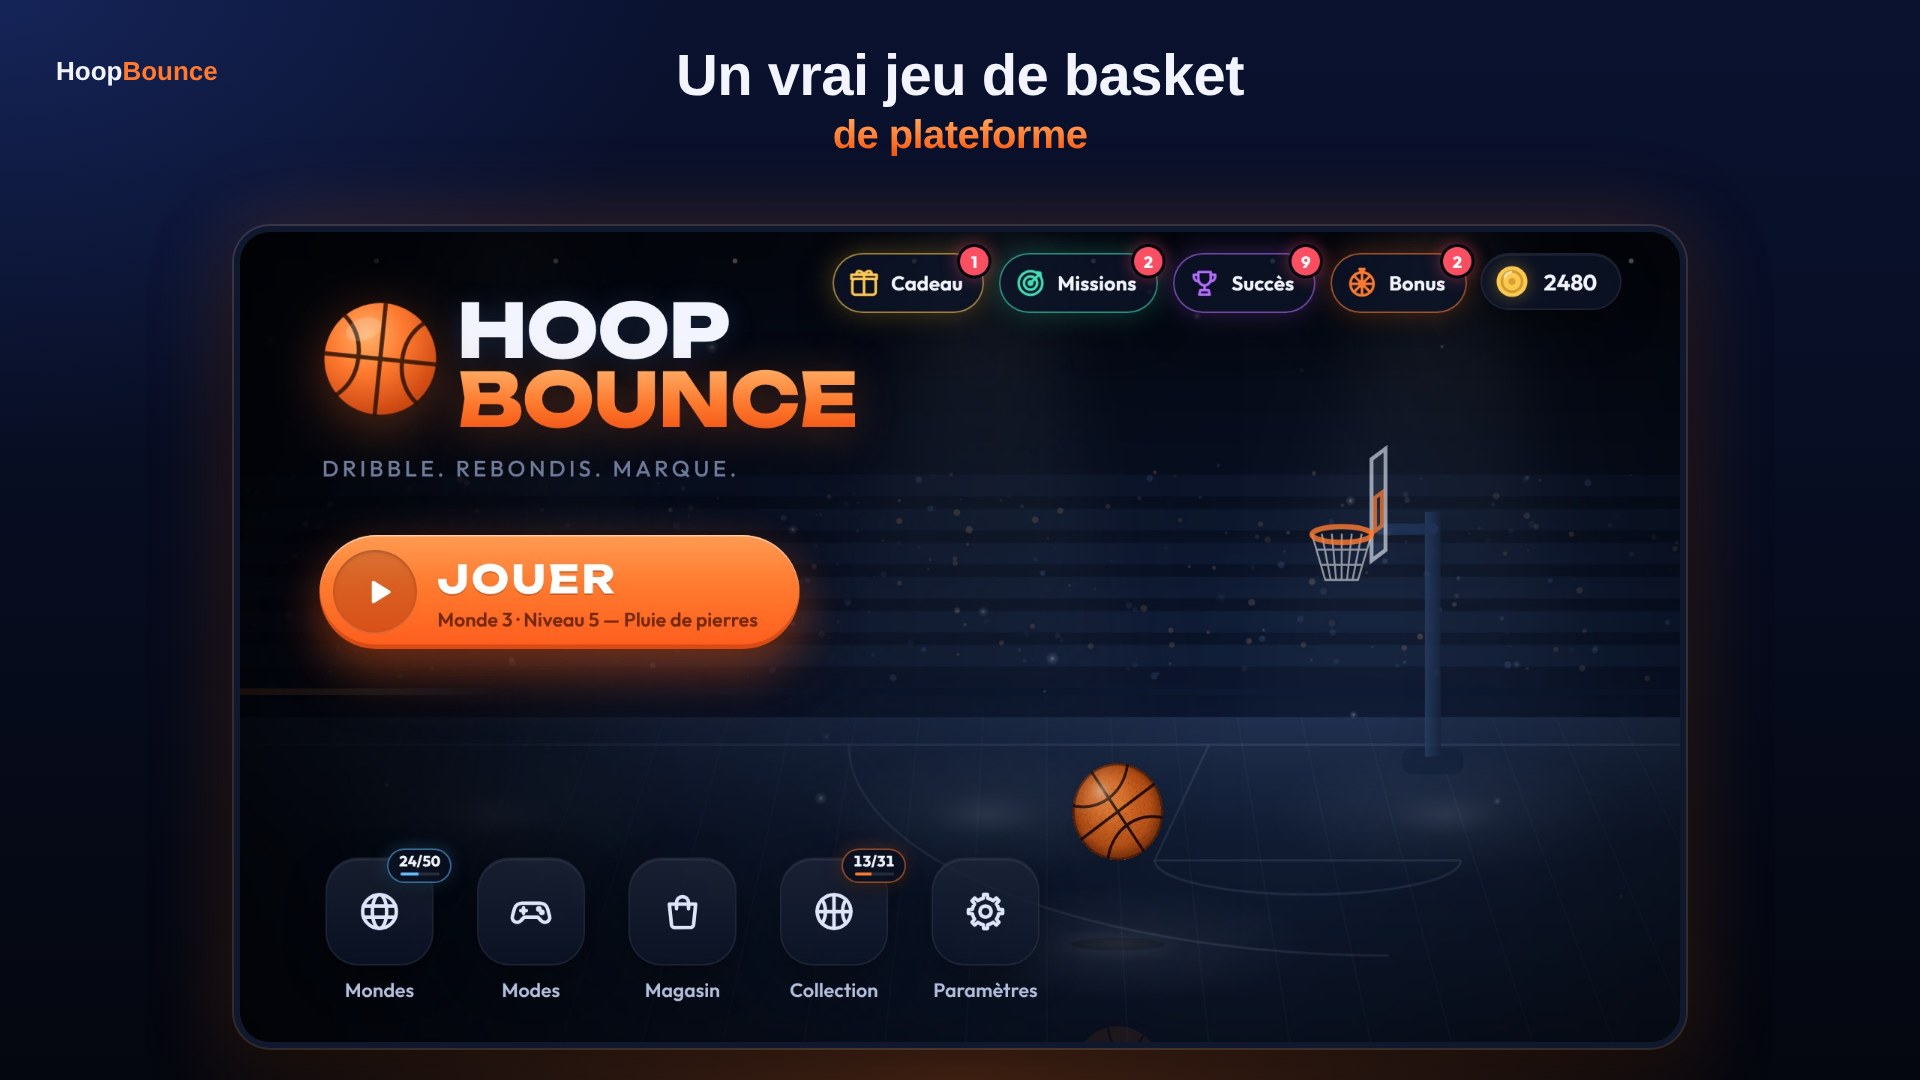 HoopBounce
Un vrai jeu de basket
de plateforme
Cadeau 1
Missions 2
Succès 9
Bonus 2
2480
HOOP
BOUNCE
DRIBBLE. REBONDIS. MARQUE.
JOUER
Monde 3 · Niveau 5 — Pluie de pierres
24/50
13/31
Mondes
Modes
Magasin
Collection
Paramètres